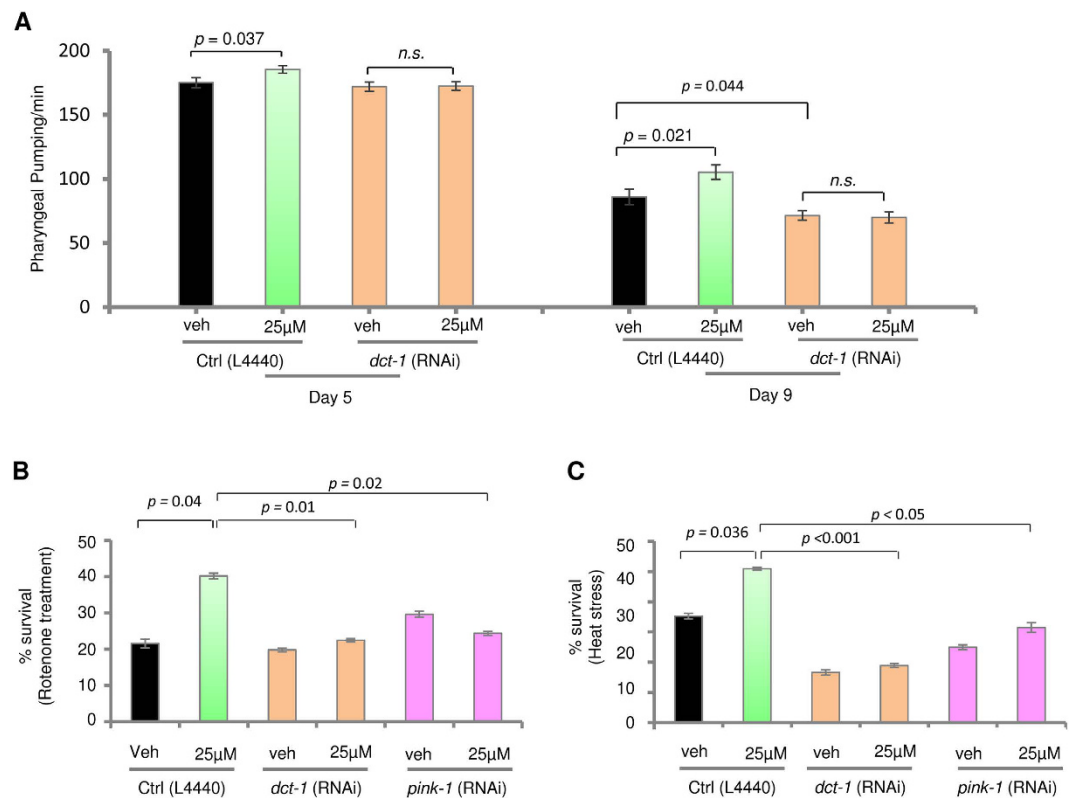 A
Pharyngeal Pumping/min
200
150
100
50
0
p = 0.037
n.s.
p = 0.044
p = 0.021
n.s.
veh 25µM veh 25µM veh 25µM veh 25µM
Ctrl (L4440) dct-1 (RNAi) Ctrl (L4440) dct-1 (RNAi)
Day 5 Day 9
B
% survival
(Rotenone treatment)
50
40
30
20
10
0
p = 0.02
p = 0.04
p = 0.01
Veh 25µM veh 25µM veh 25µM
Ctrl (L4440) dct-1 (RNAi) pink-1 (RNAi)
C
% survival
(Heat stress)
50
40
30
20
10
0
p < 0.05
p = 0.036
p <0.001
veh 25µM veh 25µM veh 25µM
Ctrl (L4440) dct-1 (RNAi) pink-1 (RNAi)